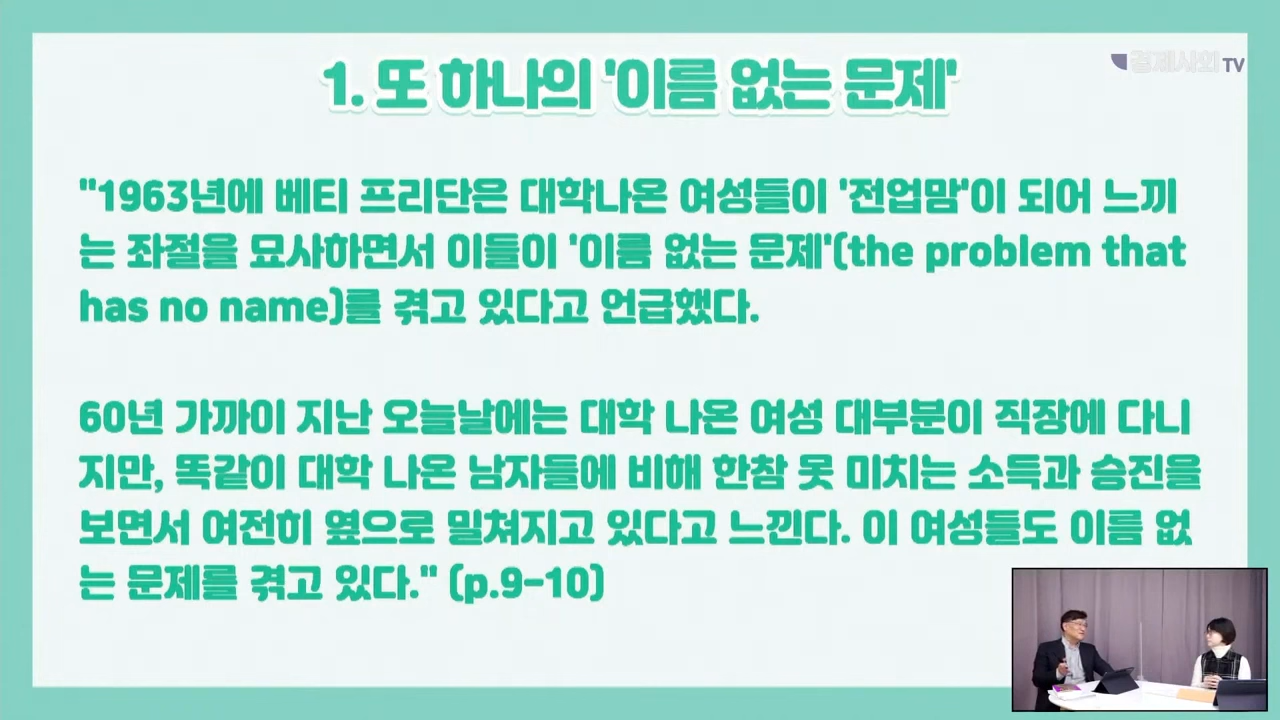 1. 또 하나의 '이름 없는 문제'
경제사회TV
"1963년에 베티 프리단은 대학나온 여성들이 '전업맘'이 되어 느끼
는 좌절을 묘사하면서 이들이 '이름 없는 문제'(the problem that
has no name)를 겪고 있다고 언급했다.
60년 가까이 지난 오늘날에는 대학 나온 여성 대부분이 직장에 다니
지만, 똑같이 대학 나온 남자들에 비해 한참 못 미치는 소득과 승진을
보면서 여전히 옆으로 밀쳐지고 있다고 느낀다. 이 여성들도 이름 없
는 문제를 겪고 있다." (p.9-10)